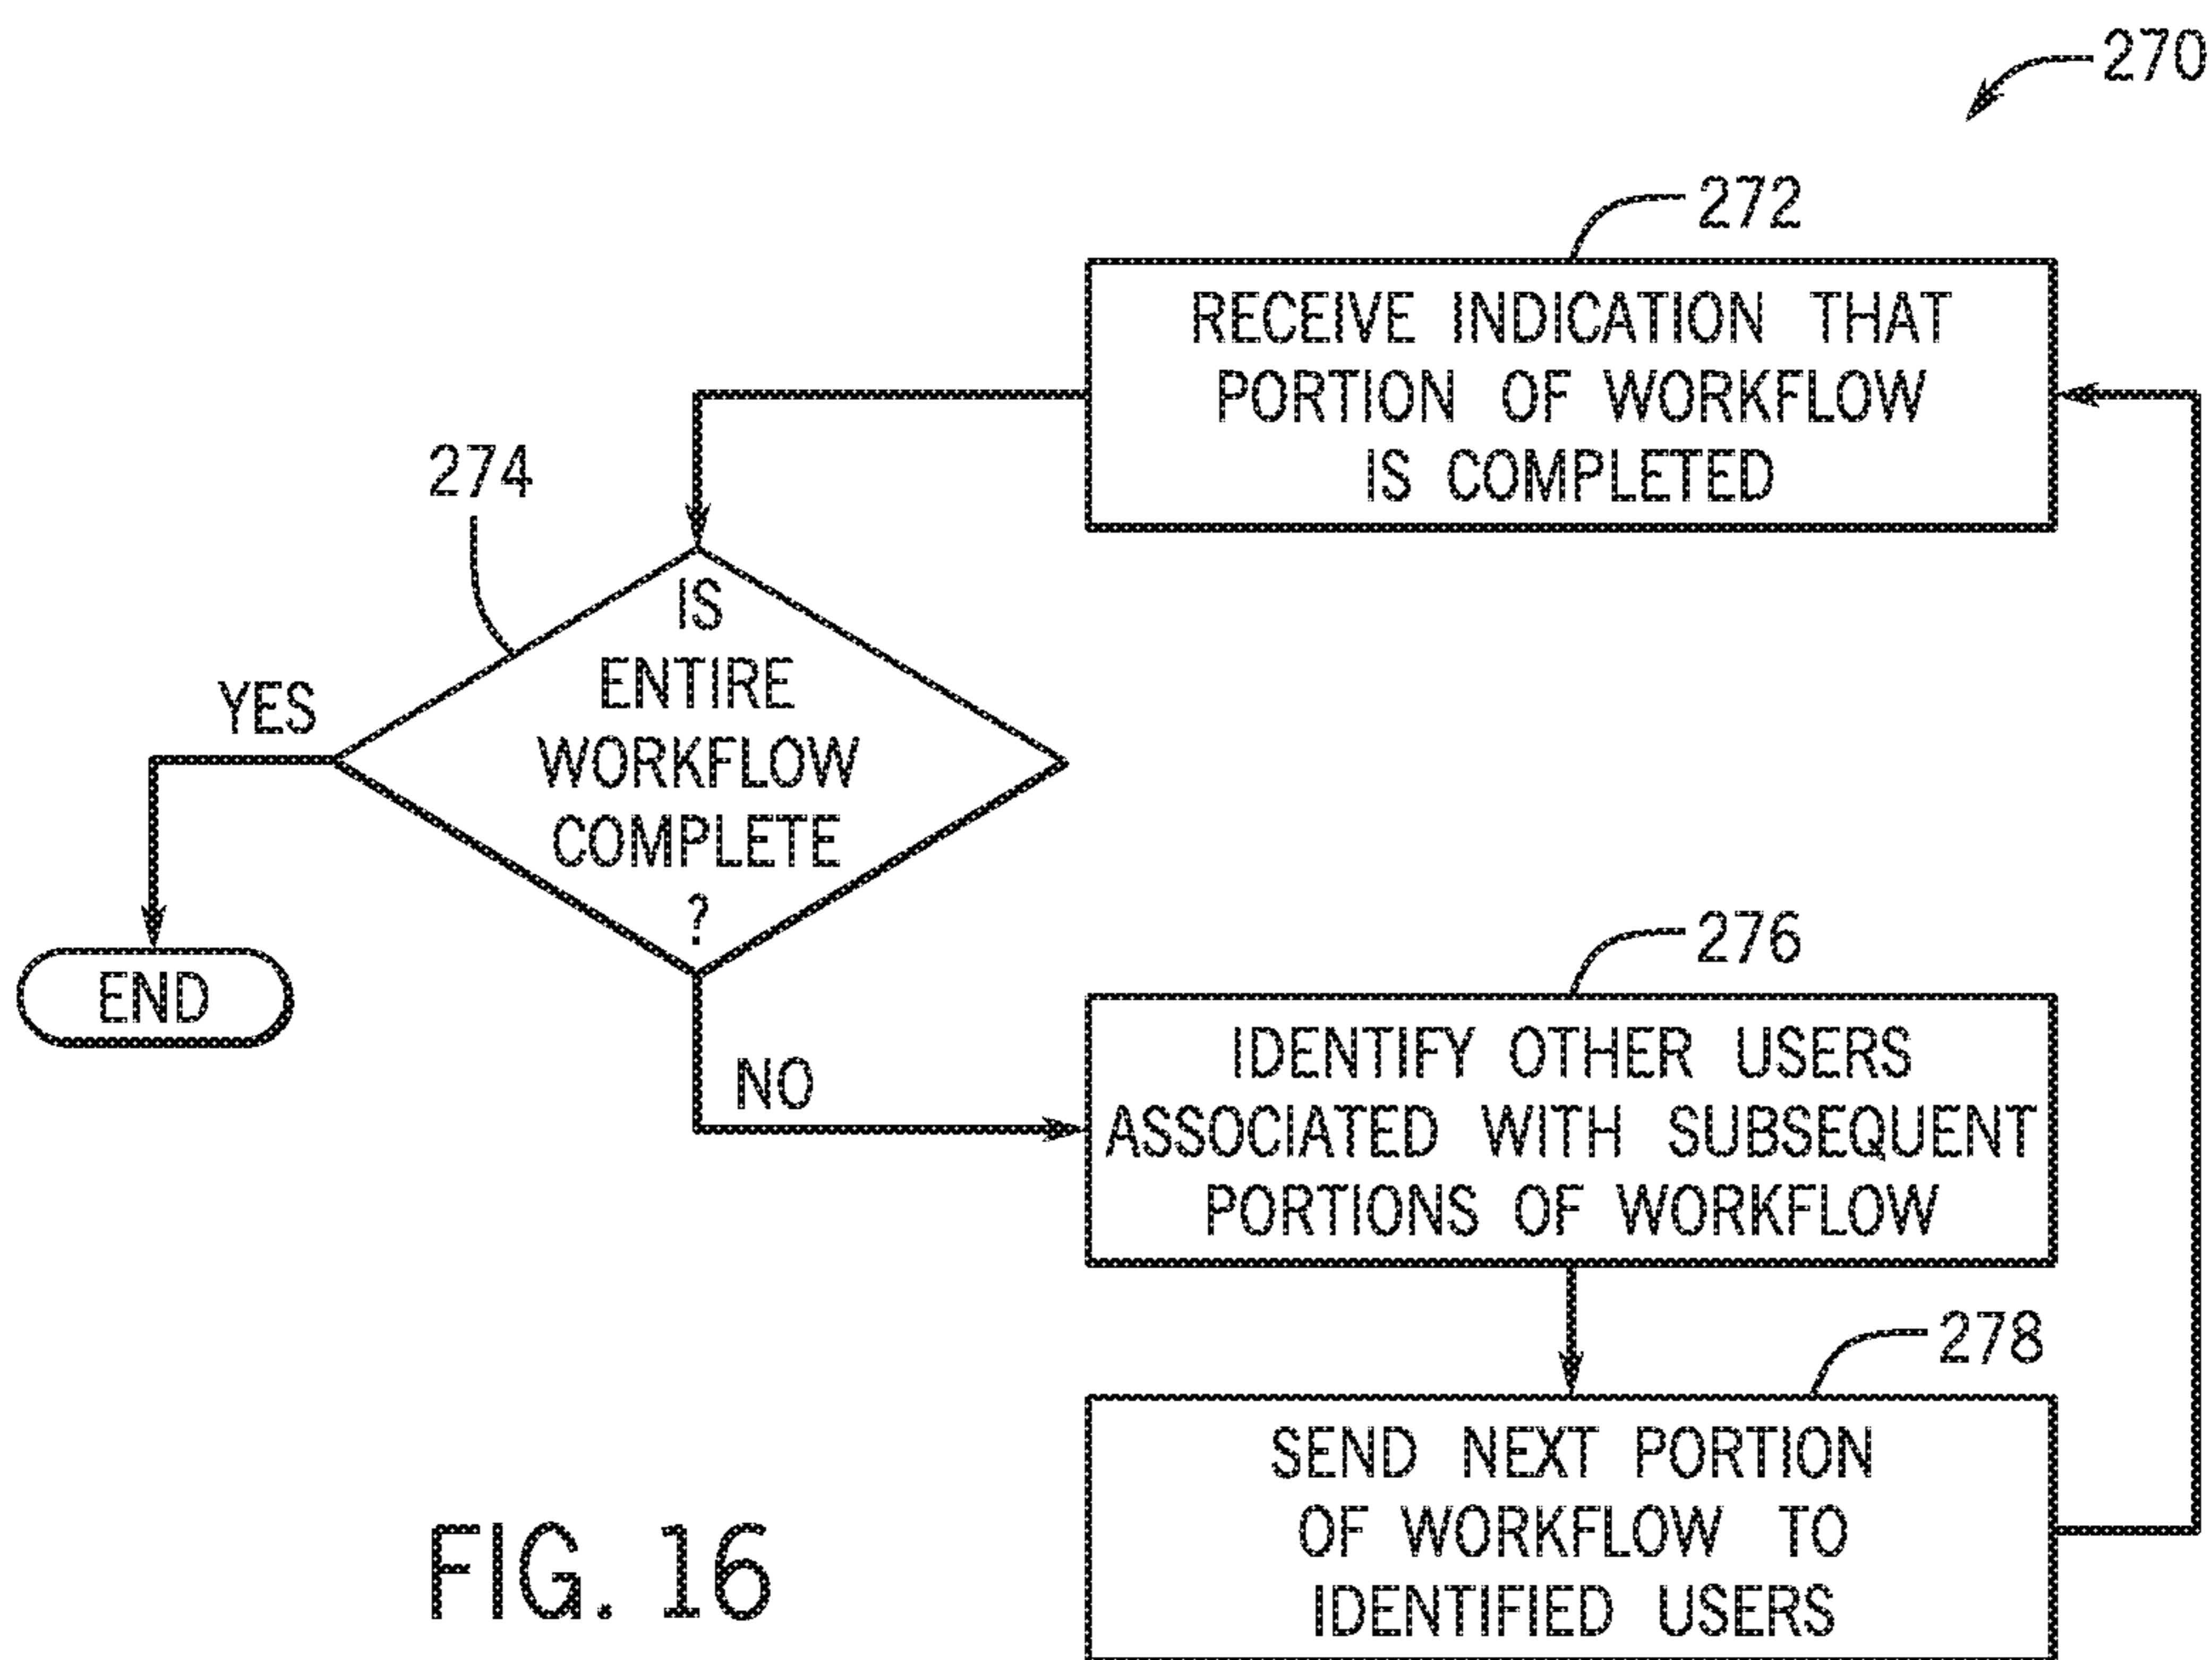 270
272
RECEIVE INDICATION THAT
PORTION OF WORKFLOW
IS COMPLETED
274
IS
ENTIRE
WORKFLOW
COMPLETE
?
YES
END
NO
276
IDENTIFY OTHER USERS
ASSOCIATED WITH SUBSEQUENT
PORTIONS OF WORKFLOW
278
SEND NEXT PORTION
OF WORKFLOW TO
IDENTIFIED USERS
FIG. 16